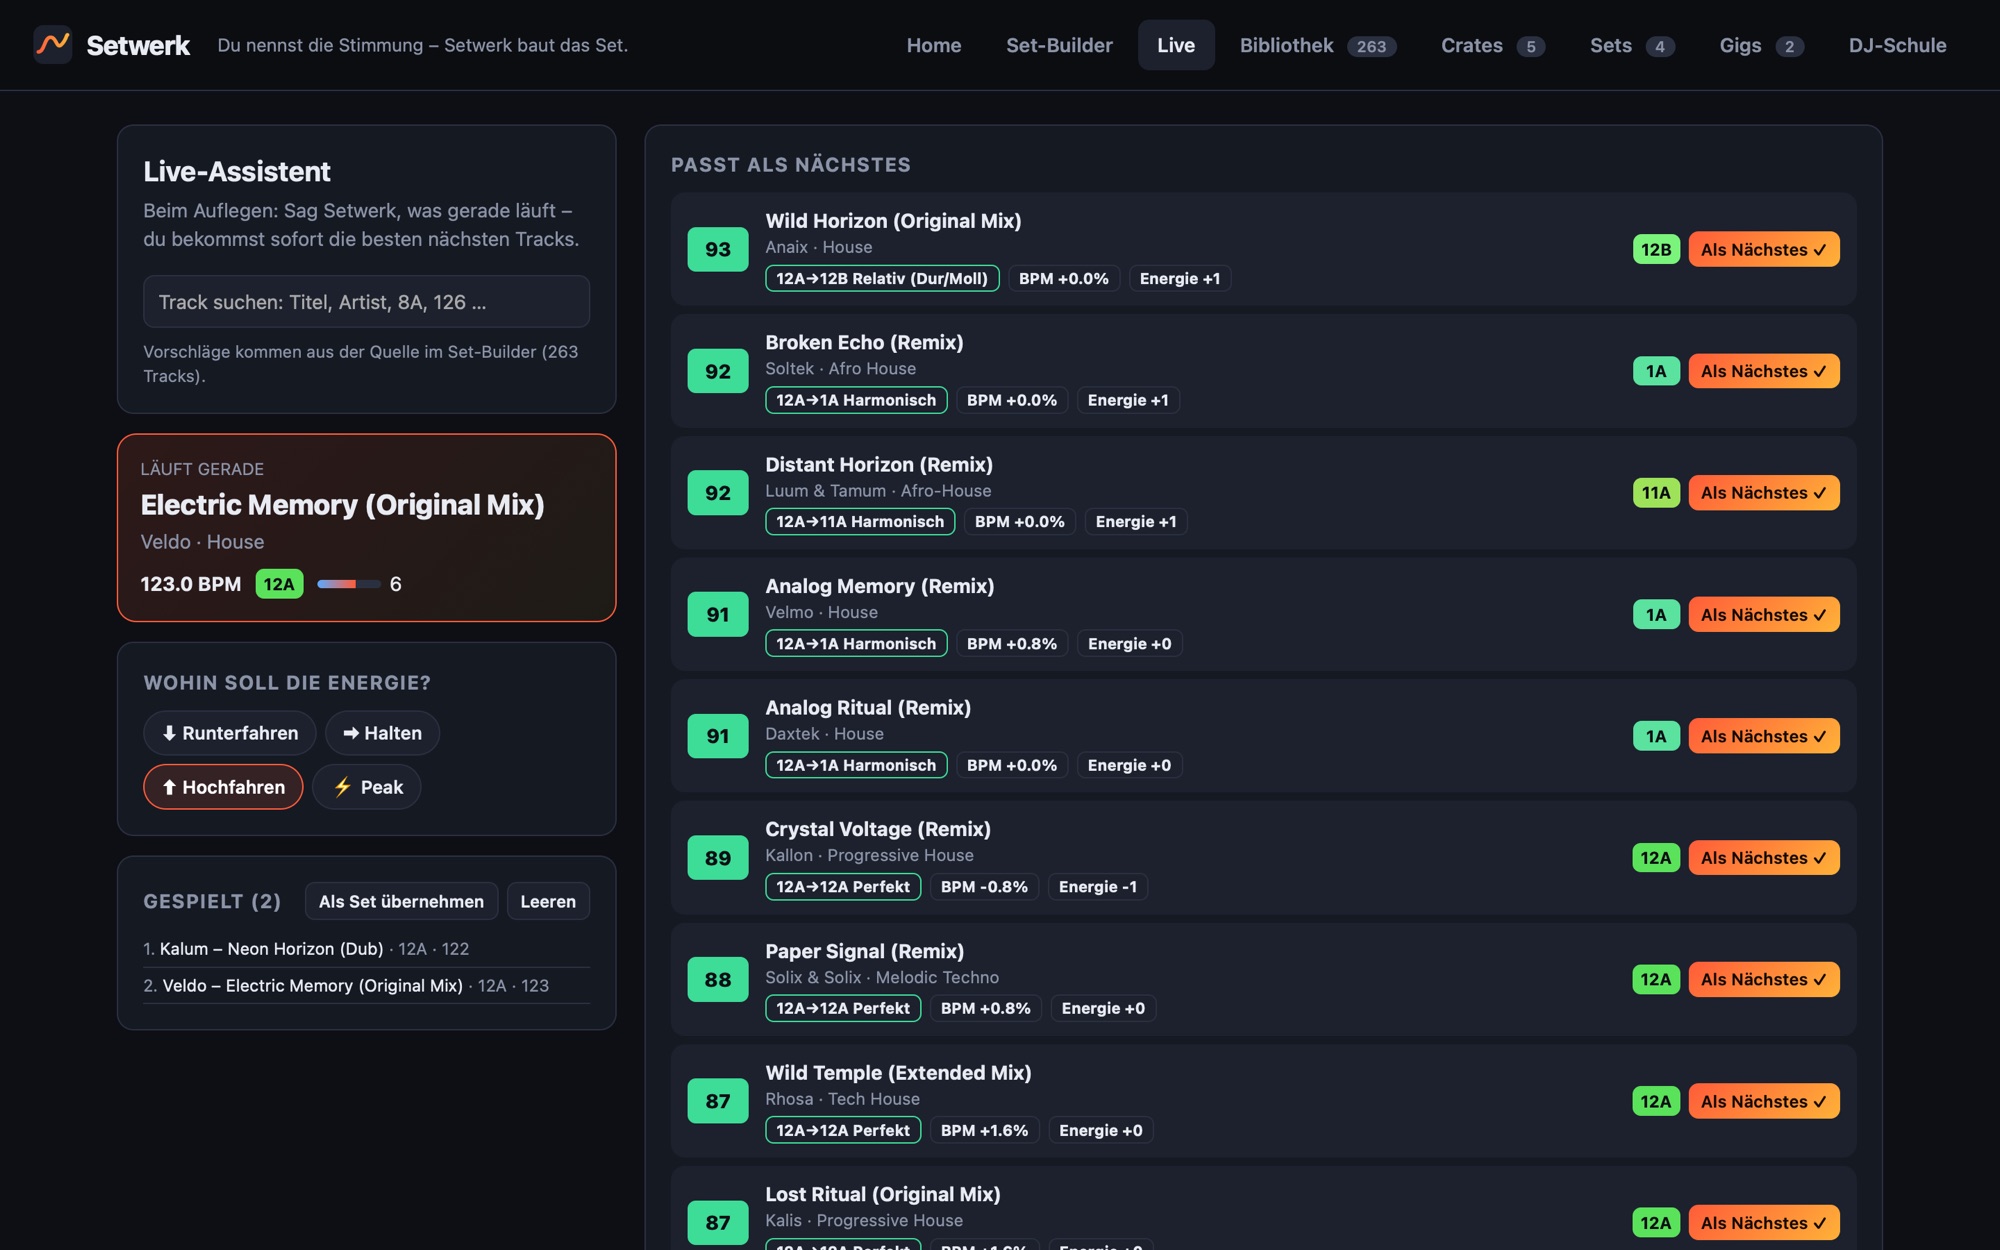 Setwerk
Du nennst die Stimmung – Setwerk baut das Set.
Home
Set-Builder
Live
Bibliothek 263
Crates 5
Sets 4
Gigs 2
DJ-Schule
Live-Assistent
Beim Auflegen: Sag Setwerk, was gerade läuft –
du bekommst sofort die besten nächsten Tracks.
Track suchen: Titel, Artist, 8A, 126 ...
Vorschläge kommen aus der Quelle im Set-Builder (263
Tracks).
LÄUFT GERADE
Electric Memory (Original Mix)
Veldo · House
123.0 BPM 12A 6
WOHIN SOLL DIE ENERGIE?
⬇ Runterfahren
➡ Halten
⬆ Hochfahren
⚡ Peak
GESPIELT (2)
Als Set übernehmen
Leeren
1. Kalum – Neon Horizon (Dub) · 12A · 122
2. Veldo – Electric Memory (Original Mix) · 12A · 123
PASST ALS NÄCHSTES
93
Wild Horizon (Original Mix)
Anaix · House
12A→12B Relativ (Dur/Moll) BPM +0.0% Energie +1
12B
Als Nächstes ✓
92
Broken Echo (Remix)
Soltek · Afro House
12A→1A Harmonisch BPM +0.0% Energie +1
1A
Als Nächstes ✓
92
Distant Horizon (Remix)
Luum & Tamum · Afro-House
12A→11A Harmonisch BPM +0.0% Energie +1
11A
Als Nächstes ✓
91
Analog Memory (Remix)
Velmo · House
12A→1A Harmonisch BPM +0.8% Energie +0
1A
Als Nächstes ✓
91
Analog Ritual (Remix)
Daxtek · House
12A→1A Harmonisch BPM +0.0% Energie +0
1A
Als Nächstes ✓
89
Crystal Voltage (Remix)
Kallon · Progressive House
12A→12A Perfekt BPM -0.8% Energie -1
12A
Als Nächstes ✓
88
Paper Signal (Remix)
Solix & Solix · Melodic Techno
12A→12A Perfekt BPM +0.8% Energie +0
12A
Als Nächstes ✓
87
Wild Temple (Extended Mix)
Rhosa · Tech House
12A→12A Perfekt BPM +1.6% Energie +0
12A
Als Nächstes ✓
87
Lost Ritual (Original Mix)
Kalis · Progressive House
12A
Als Nächstes ✓